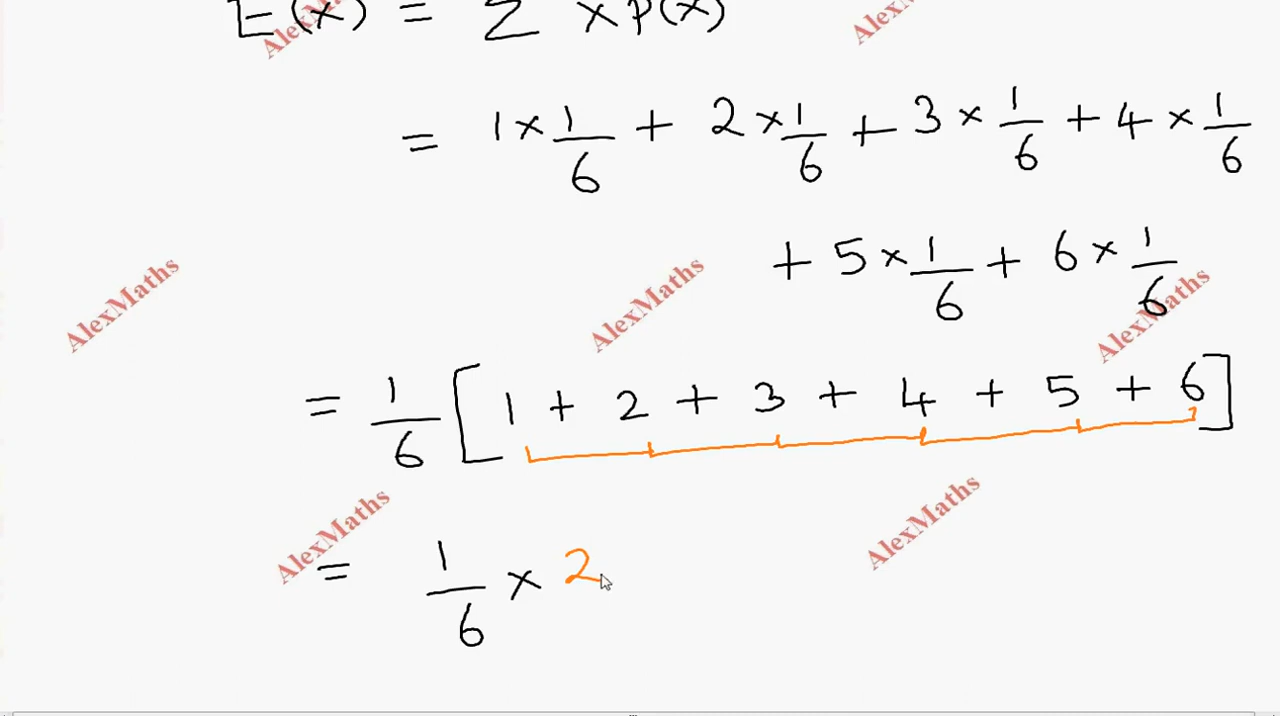 E(x) = Σ x p(x)
= 1 × 1/6 + 2 × 1/6 + 3 × 1/6 + 4 × 1/6
+ 5 × 1/6 + 6 × 1/6
= 1/6 [1 + 2 + 3 + 4 + 5 + 6]
= 1/6 × 2
AlexMaths
AlexMaths
AlexMaths
AlexMaths
AlexMaths
AlexMaths
AlexMaths